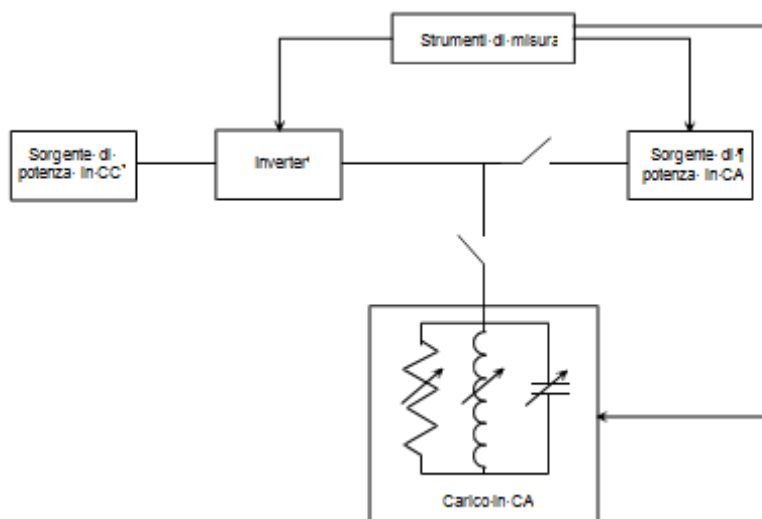 Strumenti·di·misura
Sorgente·di·
potenza·in·CC
Inverter
Sorgente·di·¶
potenza·in·CA
Carico·in·CA